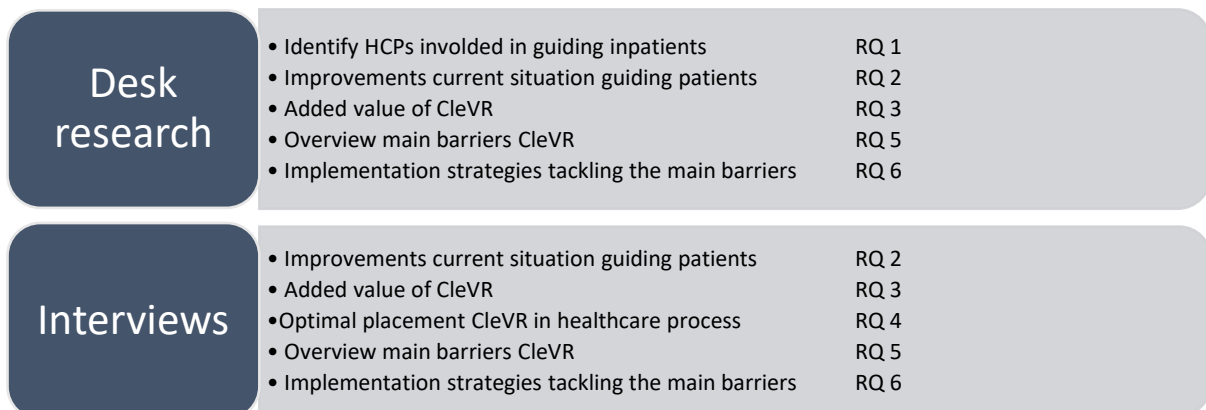 Desk
research
• Identify HCPs involded in guiding inpatients RQ 1
• Improvements current situation guiding patients RQ 2
• Added value of CleVR RQ 3
• Overview main barriers CleVR RQ 5
• Implementation strategies tackling the main barriers RQ 6
Interviews
• Improvements current situation guiding patients RQ 2
• Added value of CleVR RQ 3
•Optimal placement CleVR in healthcare process RQ 4
• Overview main barriers CleVR RQ 5
• Implementation strategies tackling the main barriers RQ 6